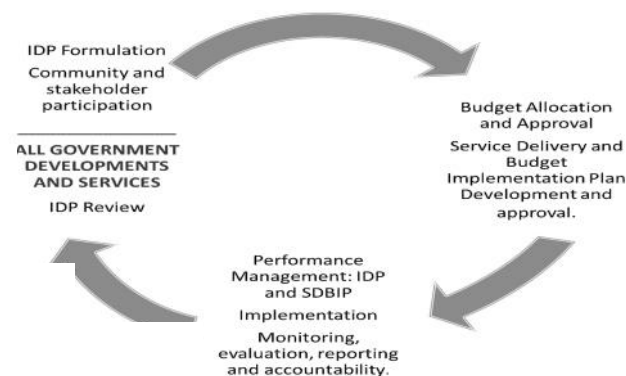 IDP Formulation
Community and
stakeholder
participation
ALL GOVERNMENT
DEVELOPMENTS
AND SERVICES
IDP Review
Budget Allocation
and Approval
Service Delivery and
Budget
Implementation Plan
Development and
approval.
Performance
Management: IDP
and SDBIP
Implementation
Monitoring,
evaluation, reporting
and accountability.